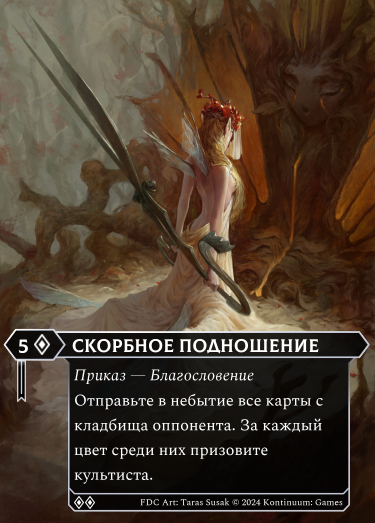 5 СКОРБНОЕ ПОДНОШЕНИЕ
Приказ — Благословение
Отправьте в небытие все карты с
кладбища оппонента. За каждый
цвет среди них призовите
культиста.
FDC Art: Taras Susak © 2024 Kontinuum: Games